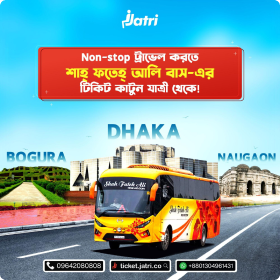 jatri
Non-stop ট্রাভেল করতে
শাহ ফতেহ আলি বাস-এর
টিকিট কাটুন যাত্রী থেকে!
DHAKA
BOGURA
NAUGAON
Shah Fateh Ali
09642080808
ticket.jatri.co
+8801304961431